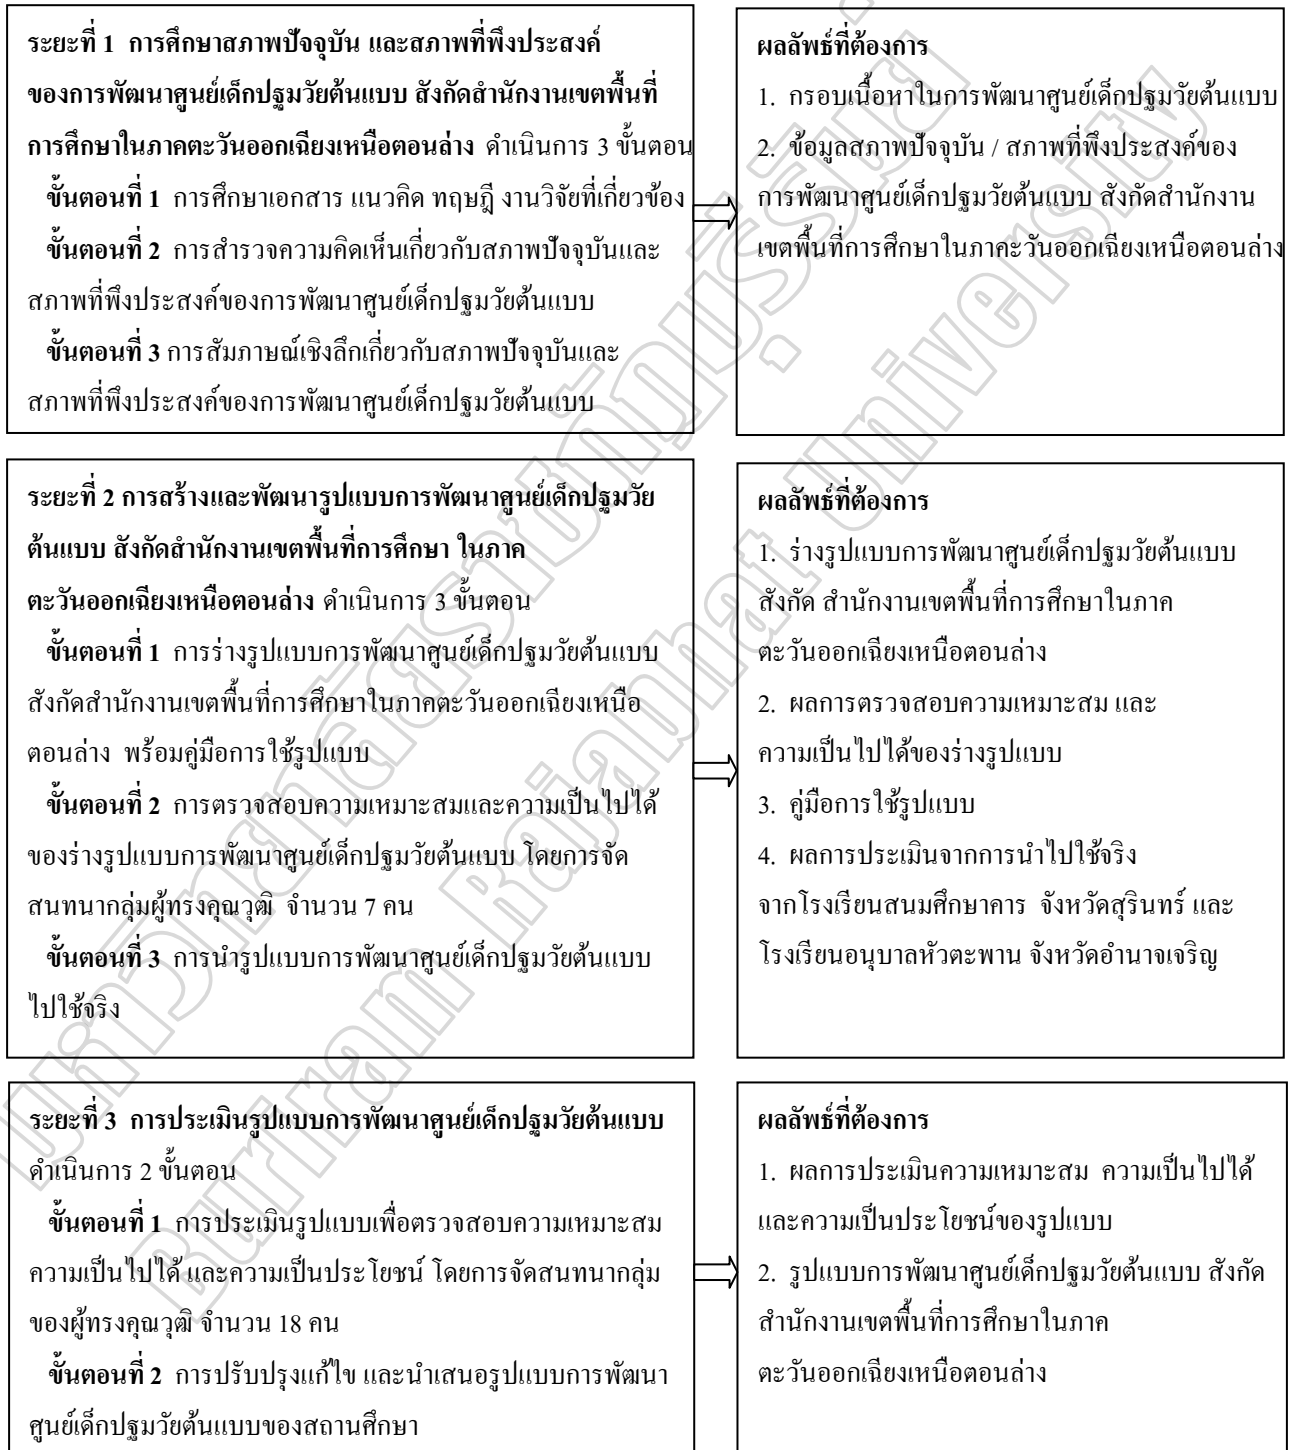 ระยะที่ 1 การศึกษาสภาพปัจจุบัน และสภาพที่พึงประสงค์
ของการพัฒนาศูนย์เด็กปฐมวัยต้นแบบ สังกัดสำนักงานเขตพื้นที่
การศึกษาในภาคตะวันออกเฉียงเหนือตอนล่าง ดำเนินการ 3 ขั้นตอน
ขั้นตอนที่ 1 การศึกษาเอกสาร แนวคิด ทฤษฎี งานวิจัยที่เกี่ยวข้อง
ขั้นตอนที่ 2 การสำรวจความคิดเห็นเกี่ยวกับสภาพปัจจุบันและ
สภาพที่พึงประสงค์ของการพัฒนาศูนย์เด็กปฐมวัยต้นแบบ
ขั้นตอนที่ 3 การสัมภาษณ์เชิงลึกเกี่ยวกับสภาพปัจจุบันและ
สภาพที่พึงประสงค์ของการพัฒนาศูนย์เด็กปฐมวัยต้นแบบ
ผลลัพธ์ที่ต้องการ
1. กรอบเนื้อหาในการพัฒนาศูนย์เด็กปฐมวัยต้นแบบ
2. ข้อมูลสภาพปัจจุบัน / สภาพที่พึงประสงค์ของ
การพัฒนาศูนย์เด็กปฐมวัยต้นแบบ สังกัดสำนักงาน
เขตพื้นที่การศึกษาในภาคะวันออกเฉียงเหนือตอนล่าง
ระยะที่ 2 การสร้างและพัฒนารูปแบบการพัฒนาศูนย์เด็กปฐมวัย
ต้นแบบ สังกัดสำนักงานเขตพื้นที่การศึกษา ในภาค
ตะวันออกเฉียงเหนือตอนล่าง ดำเนินการ 3 ขั้นตอน
ขั้นตอนที่ 1 การร่างรูปแบบการพัฒนาศูนย์เด็กปฐมวัยต้นแบบ
สังกัดสำนักงานเขตพื้นที่การศึกษาในภาคตะวันออกเฉียงเหนือ
ตอนล่าง พร้อมคู่มือการใช้รูปแบบ
ขั้นตอนที่ 2 การตรวจสอบความเหมาะสมและความเป็นไปได้
ของร่างรูปแบบการพัฒนาศูนย์เด็กปฐมวัยต้นแบบ โดยการจัด
สนทนากลุ่มผู้ทรงคุณวุฒิ จำนวน 7 คน
ขั้นตอนที่ 3 การนำรูปแบบการพัฒนาศูนย์เด็กปฐมวัยต้นแบบ
ไปใช้จริง
ผลลัพธ์ที่ต้องการ
1. ร่างรูปแบบการพัฒนาศูนย์เด็กปฐมวัยต้นแบบ
สังกัด สำนักงานเขตพื้นที่การศึกษาในภาค
ตะวันออกเฉียงเหนือตอนล่าง
2. ผลการตรวจสอบความเหมาะสม และ
ความเป็นไปได้ของร่างรูปแบบ
3. คู่มือการใช้รูปแบบ
4. ผลการประเมินจากการนำไปใช้จริง
จากโรงเรียนสนมศึกษาคาร จังหวัดสุรินทร์ และ
โรงเรียนอนุบาลหัวตะพาน จังหวัดอำนาจเจริญ
ระยะที่ 3 การประเมินรูปแบบการพัฒนาศูนย์เด็กปฐมวัยต้นแบบ
ดำเนินการ 2 ขั้นตอน
ขั้นตอนที่ 1 การประเมินรูปแบบเพื่อตรวจสอบความเหมาะสม
ความเป็นไปได้ และความเป็นประโยชน์ โดยการจัดสนทนากลุ่ม
ของผู้ทรงคุณวุฒิ จำนวน 18 คน
ขั้นตอนที่ 2 การปรับปรุงแก้ไข และนำเสนอรูปแบบการพัฒนา
ศูนย์เด็กปฐมวัยต้นแบบของสถานศึกษา
ผลลัพธ์ที่ต้องการ
1. ผลการประเมินความเหมาะสม ความเป็นไปได้
และความเป็นประโยชน์ของรูปแบบ
2. รูปแบบการพัฒนาศูนย์เด็กปฐมวัยต้นแบบ สังกัด
สำนักงานเขตพื้นที่การศึกษาในภาค
ตะวันออกเฉียงเหนือตอนล่าง
มหาวิทยาลัยราชภัฏบุรีรัมย์
Buriram Rajabhat University